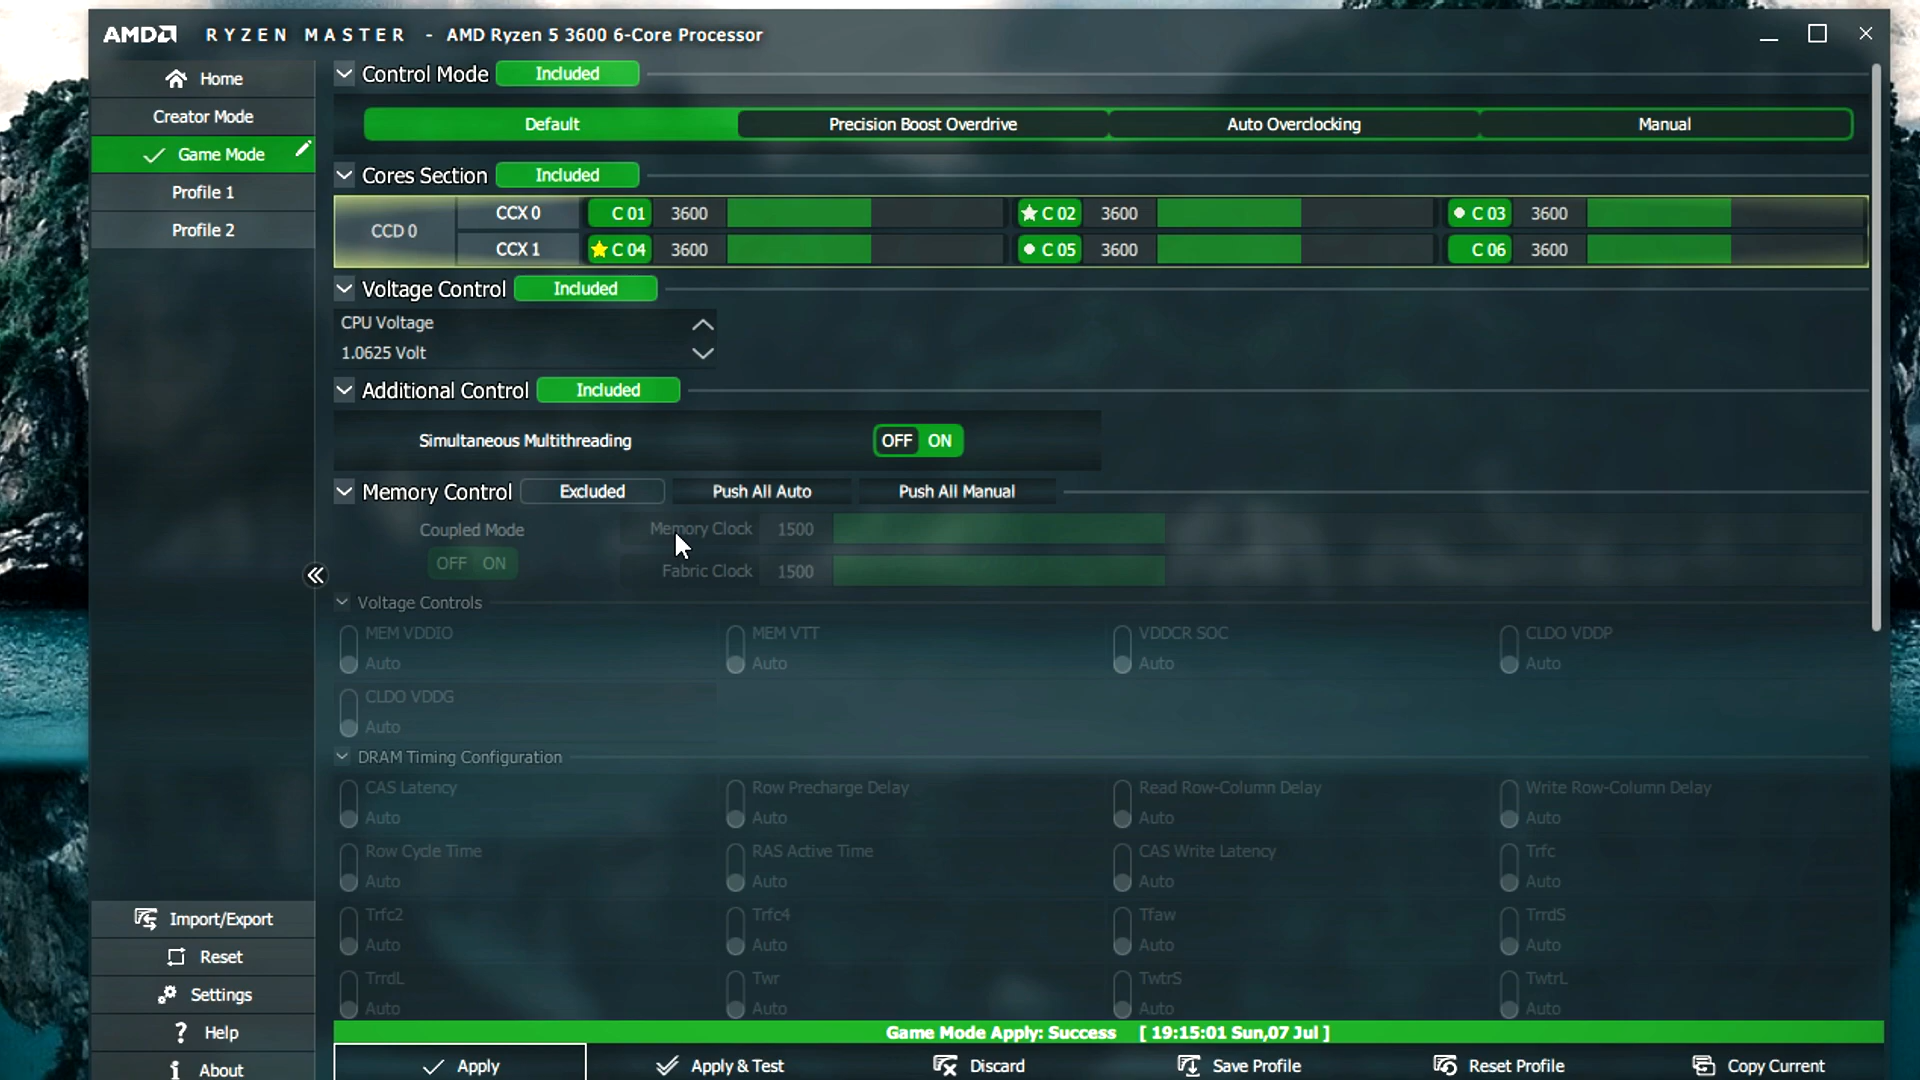 AMD RYZEN MASTER - AMD Ryzen 5 3600 6-Core Processor
Home
Creator Mode
Game Mode
Profile 1
Profile 2
Import/Export
Reset
Settings
Help
About
Control Mode Included
Default Precision Boost Overdrive Auto Overclocking Manual
Cores Section Included
CCD 0
CCX 0 C 01 3600 C 02 3600 C 03 3600
CCX 1 C 04 3600 C 05 3600 C 06 3600
Voltage Control Included
CPU Voltage
1.0625 Volt
Additional Control Included
Simultaneous Multithreading OFF ON
Memory Control Excluded Push All Auto Push All Manual
Coupled Mode Memory Clock 1500
OFF ON Fabric Clock 1500
Voltage Controls
MEM VDDIO MEM VTT VDDCR SOC CLDO VDDP
Auto Auto Auto Auto
CLDO VDDG
Auto
DRAM Timing Configuration
CAS Latency Row Precharge Delay Read Row-Column Delay Write Row-Column Delay
Auto Auto Auto Auto
Row Cycle Time RAS Active Time CAS Write Latency Trfc
Auto Auto Auto Auto
Trfc2 Trfc4 Tfaw TrrdS
Auto Auto Auto Auto
TrrdL Twr TwtrS TwtrL
Auto Auto Auto Auto
Game Mode Apply: Success [ 19:15:01 Sun,07 Jul ]
Apply Apply & Test Discard Save Profile Reset Profile Copy Current